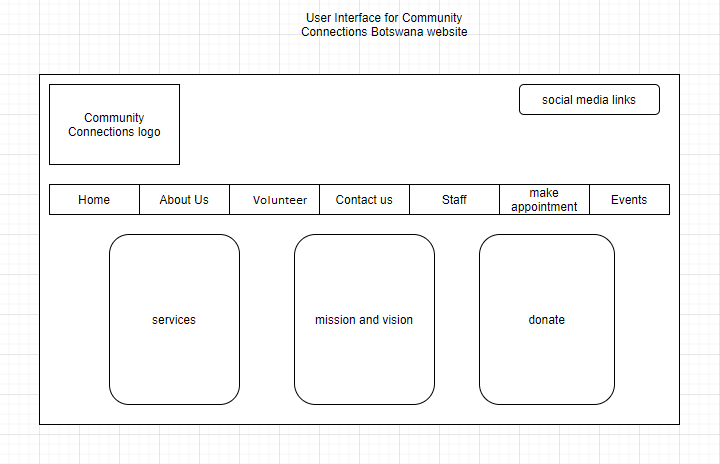 User Interface for Community
Connections Botswana website
Community
Connections logo
social media links
Home
About Us
Volunteer
Contact us
Staff
make
appointment
Events
services
mission and vision
donate